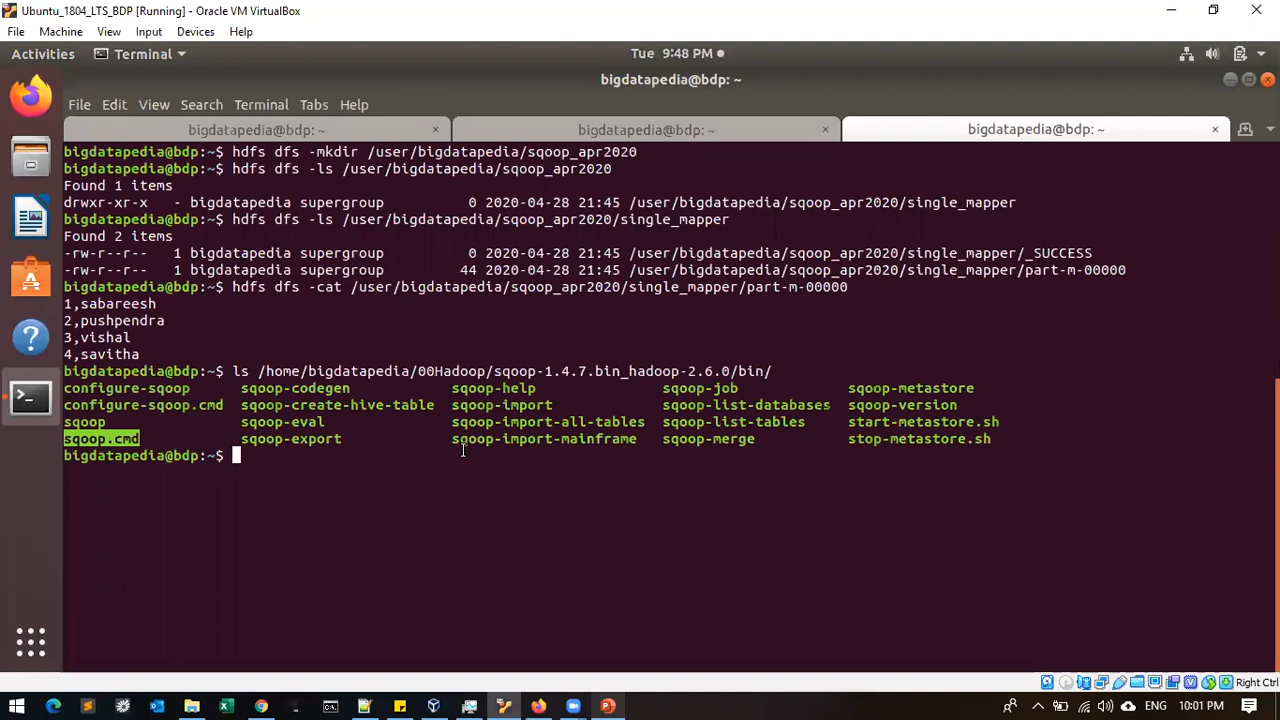 Ubuntu_1804_LTS_BDP [Running] - Oracle VM VirtualBox
File Machine View Input Devices Help
Activities Terminal Tue 9:48 PM
bigdatapedia@bdp: ~
File Edit View Search Terminal Tabs Help
bigdatapedia@bdp: ~ × bigdatapedia@bdp: ~ × bigdatapedia@bdp: ~ ×
bigdatapedia@bdp:~$ hdfs dfs -mkdir /user/bigdatapedia/sqoop_apr2020
bigdatapedia@bdp:~$ hdfs dfs -ls /user/bigdatapedia/sqoop_apr2020
Found 1 items
drwxr-xr-x - bigdatapedia supergroup 0 2020-04-28 21:45 /user/bigdatapedia/sqoop_apr2020/single_mapper
bigdatapedia@bdp:~$ hdfs dfs -ls /user/bigdatapedia/sqoop_apr2020/single_mapper
Found 2 items
-rw-r--r-- 1 bigdatapedia supergroup 0 2020-04-28 21:45 /user/bigdatapedia/sqoop_apr2020/single_mapper/_SUCCESS
-rw-r--r-- 1 bigdatapedia supergroup 44 2020-04-28 21:45 /user/bigdatapedia/sqoop_apr2020/single_mapper/part-m-00000
bigdatapedia@bdp:~$ hdfs dfs -cat /user/bigdatapedia/sqoop_apr2020/single_mapper/part-m-00000
1,sabareesh
2,pushpendra
3,vishal
4,savitha
bigdatapedia@bdp:~$ ls /home/bigdatapedia/00Hadoop/sqoop-1.4.7.bin_hadoop-2.6.0/bin/
configure-sqoop sqoop-codegen sqoop-help sqoop-job sqoop-metastore
configure-sqoop.cmd sqoop-create-hive-table sqoop-import sqoop-list-databases sqoop-version
sqoop sqoop-eval sqoop-import-all-tables sqoop-list-tables start-metastore.sh
sqoop.cmd sqoop-export sqoop-import-mainframe sqoop-merge stop-metastore.sh
bigdatapedia@bdp:~$
Right Ctrl
ENG 10:01 PM